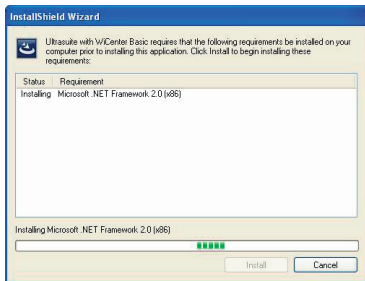 InstallShield Wizard
Ultrasuite with WiCenter Basic requires that the following requirements be installed on your
computer prior to installing this application. Click Install to begin installing these
requirements:
Status Requirement
Installing Microsoft .NET Framework 2.0 (x86)
Installing Microsoft .NET Framework 2.0 (x86)
Install Cancel